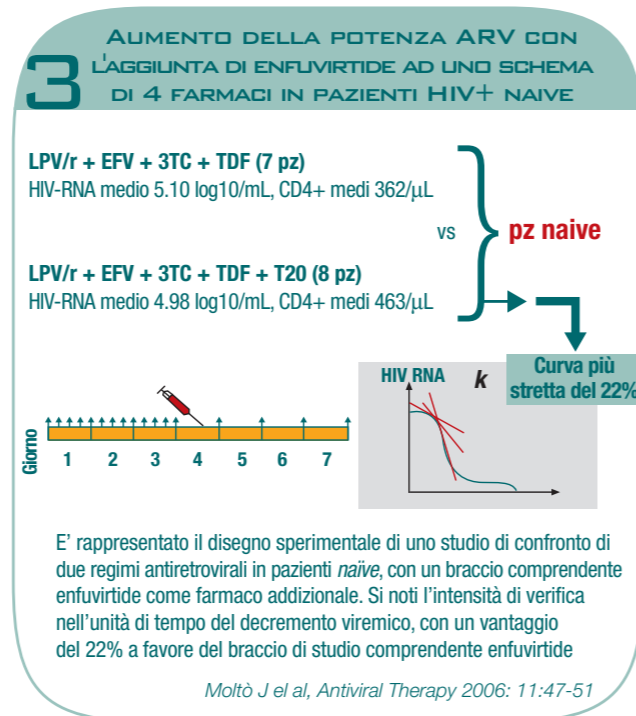 3
AUMENTO DELLA POTENZA ARV CON
L'AGGIUNTA DI ENFUVIRTIDE AD UNO SCHEMA
DI 4 FARMACI IN PAZIENTI HIV+ NAIVE
LPV/r + EFV + 3TC + TDF (7 pz)
HIV-RNA medio 5.10 log10/mL, CD4+ medi 362/µL
vs
pz naive
LPV/r + EFV + 3TC + TDF + T20 (8 pz)
HIV-RNA medio 4.98 log10/mL, CD4+ medi 463/µL
Curva più
stretta del 22%
HIV RNA
k
Giorno
1 2 3 4 5 6 7
E' rappresentato il disegno sperimentale di uno studio di confronto di
due regimi antiretrovirali in pazienti naïve, con un braccio comprendente
enfuvirtide come farmaco addizionale. Si noti l'intensità di verifica
nell'unità di tempo del decremento viremico, con un vantaggio
del 22% a favore del braccio di studio comprendente enfuvirtide
Moltò J el al, Antiviral Therapy 2006: 11:47-51